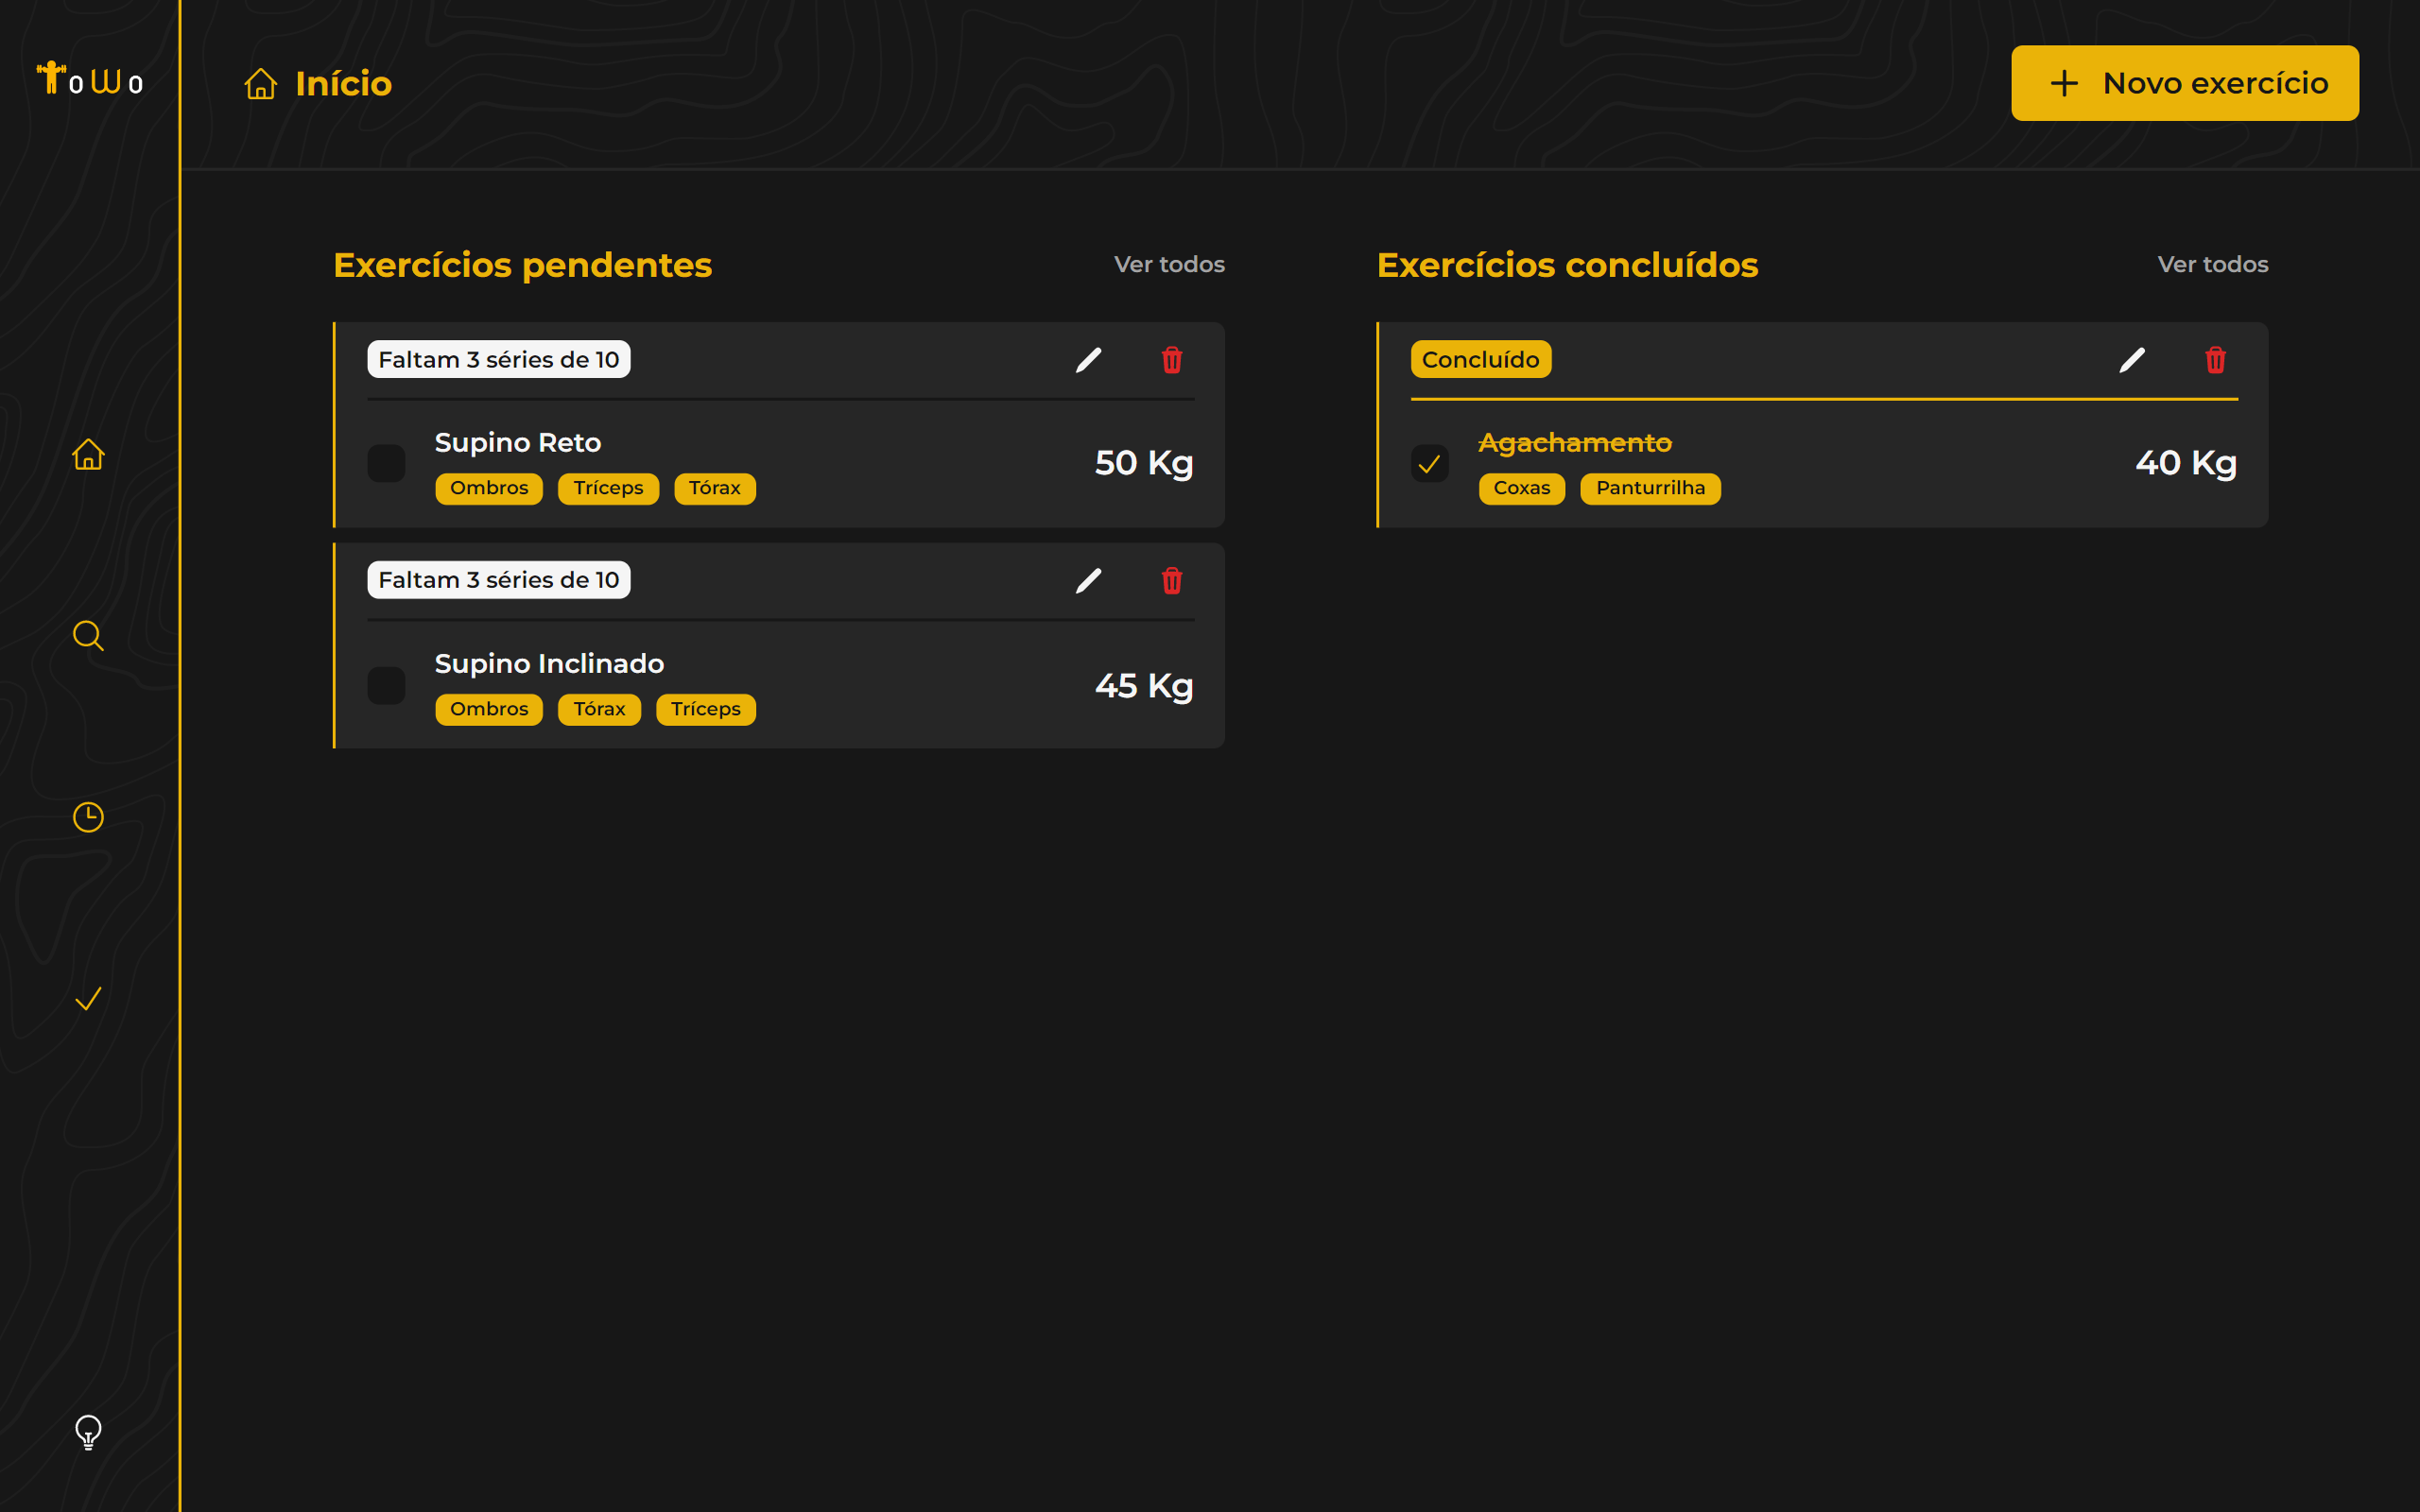 ToWo
Início
Novo exercício
Exercícios pendentes
Ver todos
Faltam 3 séries de 10
Supino Reto
Ombros Tríceps Tórax
50 Kg
Faltam 3 séries de 10
Supino Inclinado
Ombros Tórax Tríceps
45 Kg
Exercícios concluídos
Ver todos
Concluído
Agachamento
Coxas Panturrilha
40 Kg